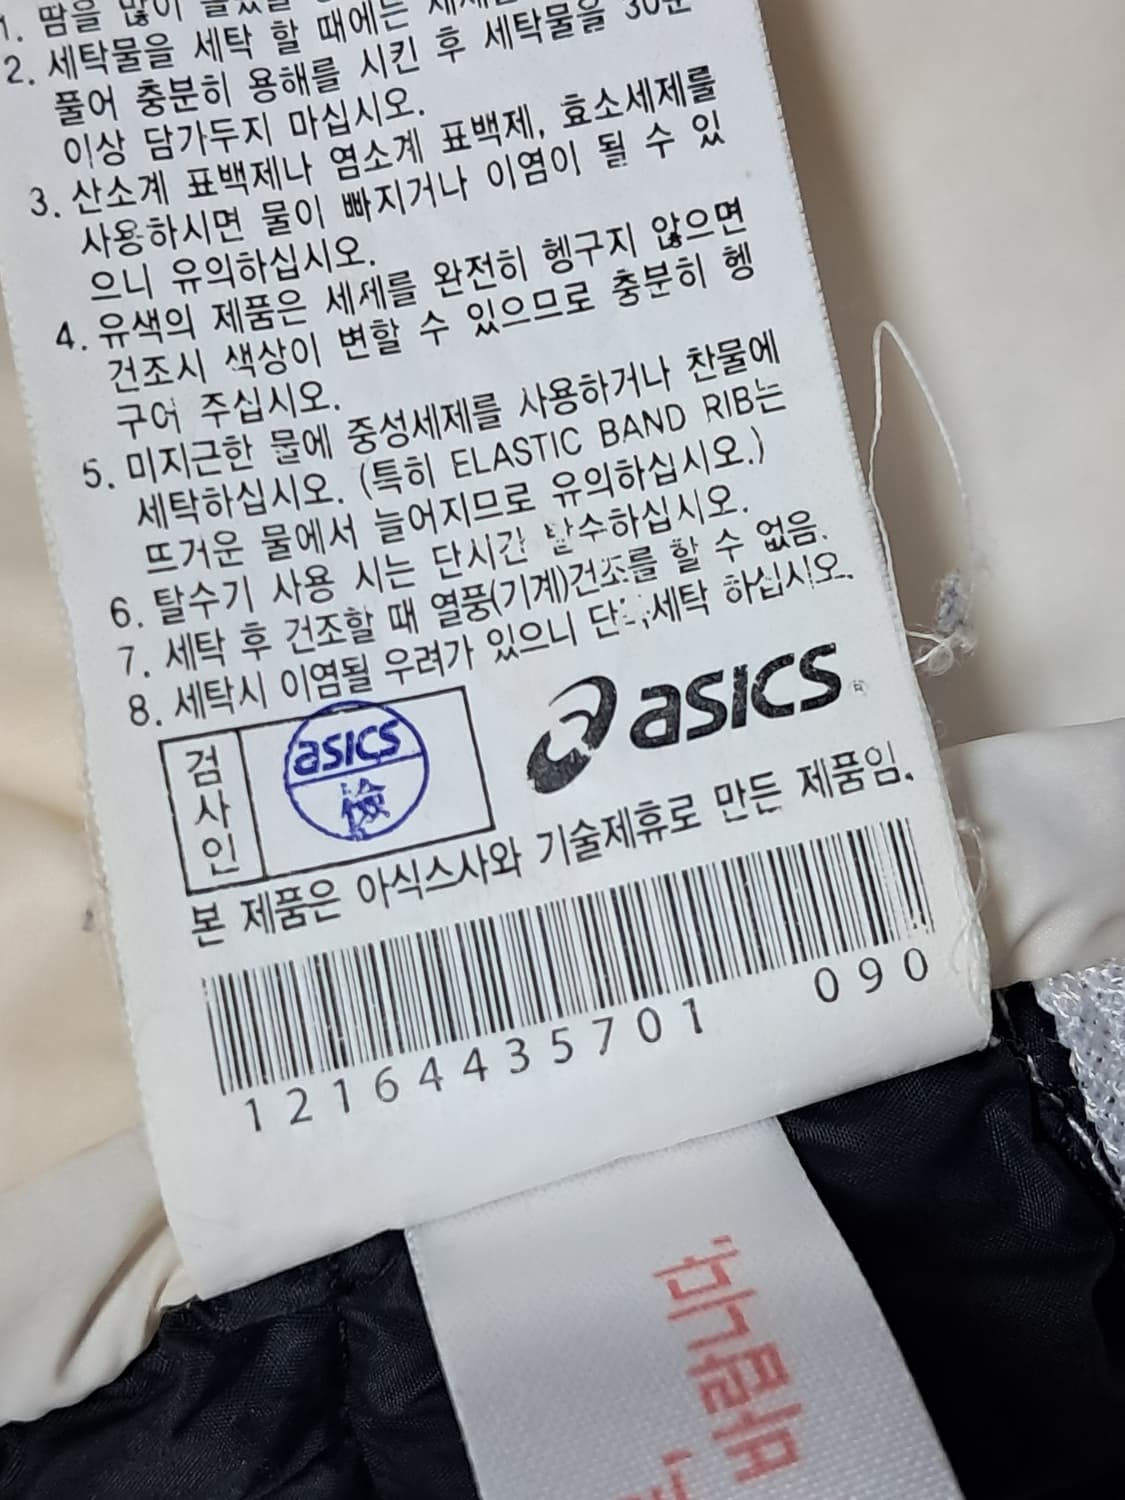 1. 땀을 많이
2. 세탁물을 세탁 할 때에는
풀어 충분히 용해를 시킨 후 세탁물을 30분
이상 담가두지 마십시오.
3. 산소계 표백제나 염소계 표백제, 효소세제를
사용하시면 물이 빠지거나 이염이 될 수 있
으니 유의하십시오.
4. 유색의 제품은 세제를 완전히 헹구지 않으면
건조시 색상이 변할 수 있으므로 충분히 헹
구어 주십시오.
5. 미지근한 물에 중성세제를 사용하거나 찬물에
세탁하십시오. (특히 ELASTIC BAND RIB는
뜨거운 물에서 늘어지므로 유의하십시오.)
6. 탈수기 사용 시는 단시간 탈수하십시오.
7. 세탁 후 건조할 때 열풍(기계)건조를 할 수 없음.
8. 세탁시 이염될 우려가 있으니 세탁 하십시오.
검사인
asics
檢
asics
본 제품은 아식스사와 기술제휴로 만든 제품임.
12164435701 090